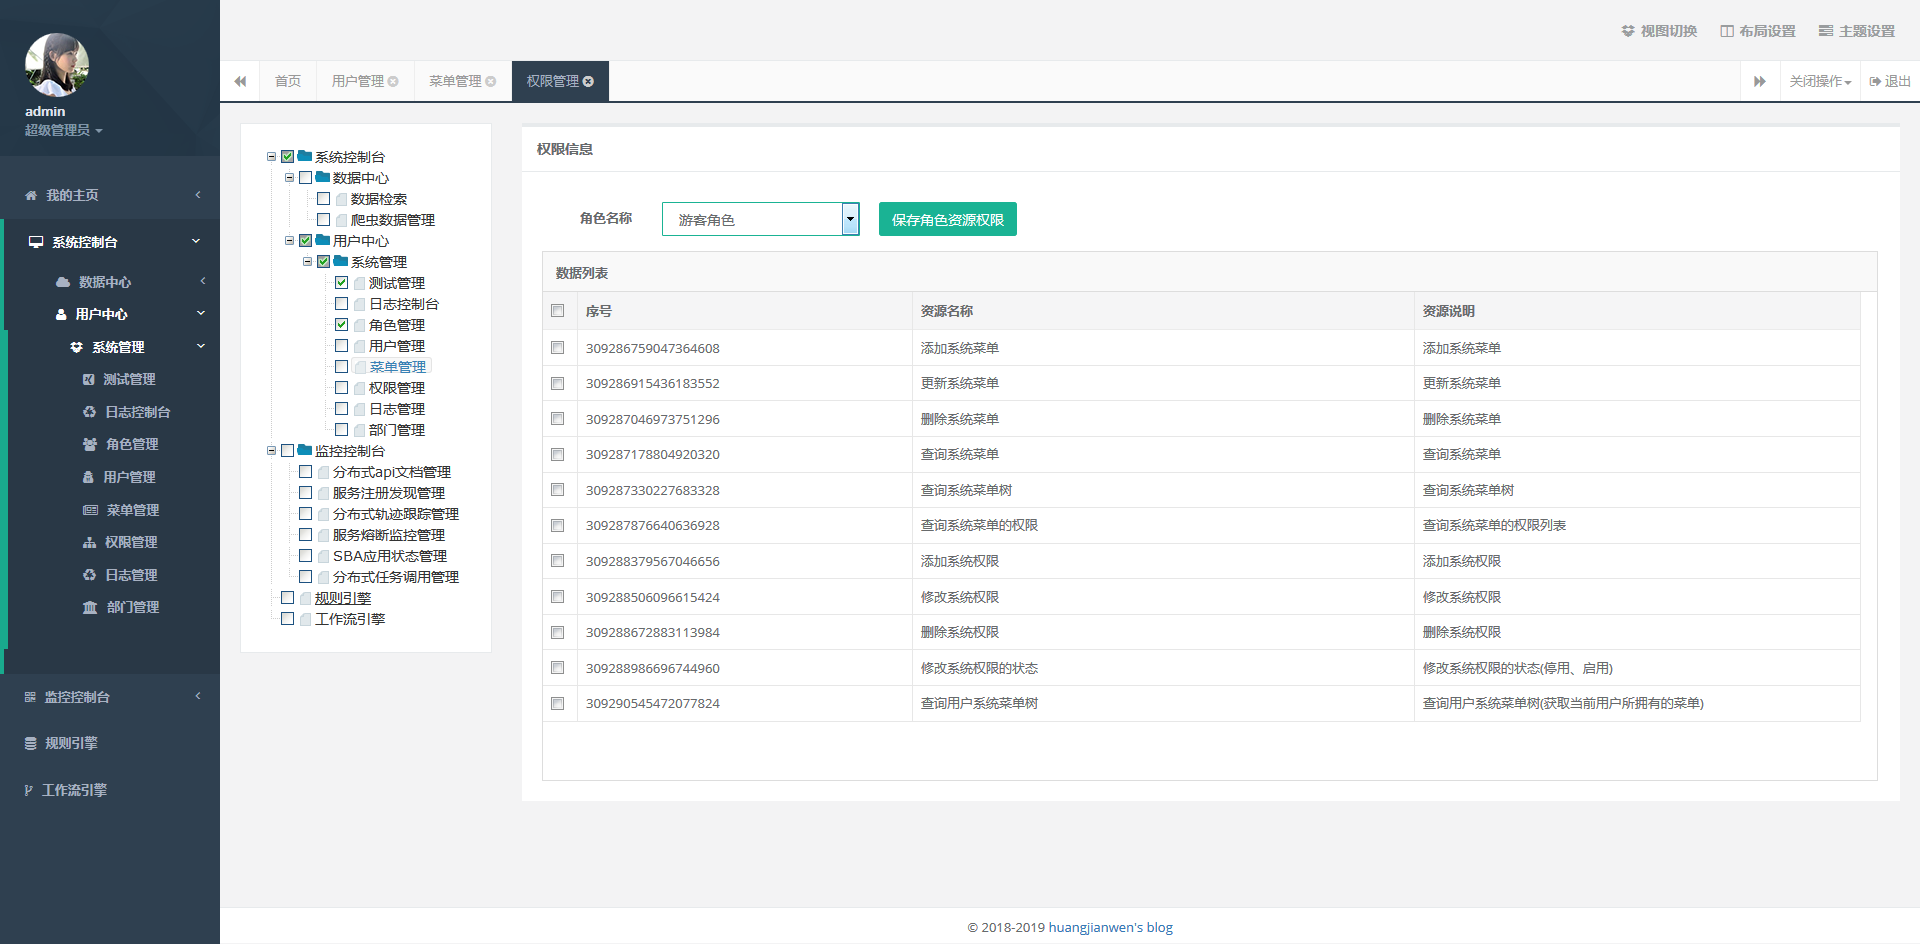 admin
超级管理员
我的主页
系统控制台
数据中心
用户中心
系统管理
测试管理
日志控制台
角色管理
用户管理
菜单管理
权限管理
日志管理
部门管理
监控控制台
规则引擎
工作流引擎
视图切换 布局设置 主题设置
首页 用户管理 菜单管理 权限管理 关闭操作 退出
系统控制台
数据中心
数据检索
爬虫数据管理
用户中心
系统管理
测试管理
日志控制台
角色管理
用户管理
菜单管理
权限管理
日志管理
部门管理
监控控制台
分布式api文档管理
服务注册发现管理
分布式轨迹跟踪管理
服务熔断监控管理
SBA应用状态管理
分布式任务调用管理
规则引擎
工作流引擎
权限信息
角色名称 游客角色 保存角色资源权限
数据列表
序号 资源名称 资源说明
309286759047364608 添加系统菜单 添加系统菜单
309286915436183552 更新系统菜单 更新系统菜单
309287046973751296 删除系统菜单 删除系统菜单
309287178804920320 查询系统菜单 查询系统菜单
309287330227683328 查询系统菜单树 查询系统菜单树
309287876640636928 查询系统菜单的权限 查询系统菜单的权限列表
309288379567046656 添加系统权限 添加系统权限
309288506096615424 修改系统权限 修改系统权限
309288672883113984 删除系统权限 删除系统权限
309288986696744960 修改系统权限的状态 修改系统权限的状态(停用、启用)
309290545472077824 查询用户系统菜单树 查询用户系统菜单树(获取当前用户所拥有的菜单)
© 2018-2019 huangjianwen's blog